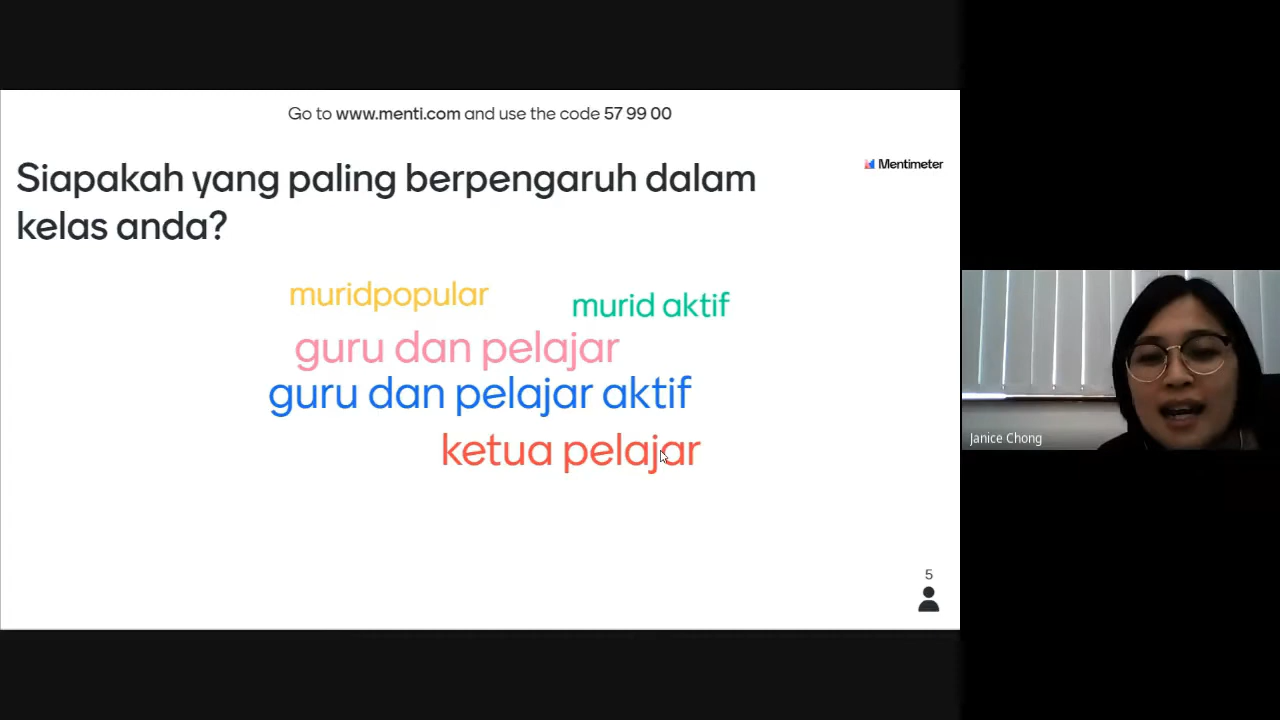 Go to www.menti.com and use the code 57 99 00
Mentimeter
Siapakah yang paling berpengaruh dalam
kelas anda?
muridpopular
murid aktif
guru dan pelajar
guru dan pelajar aktif
ketua pelajar
5
Janice Chong